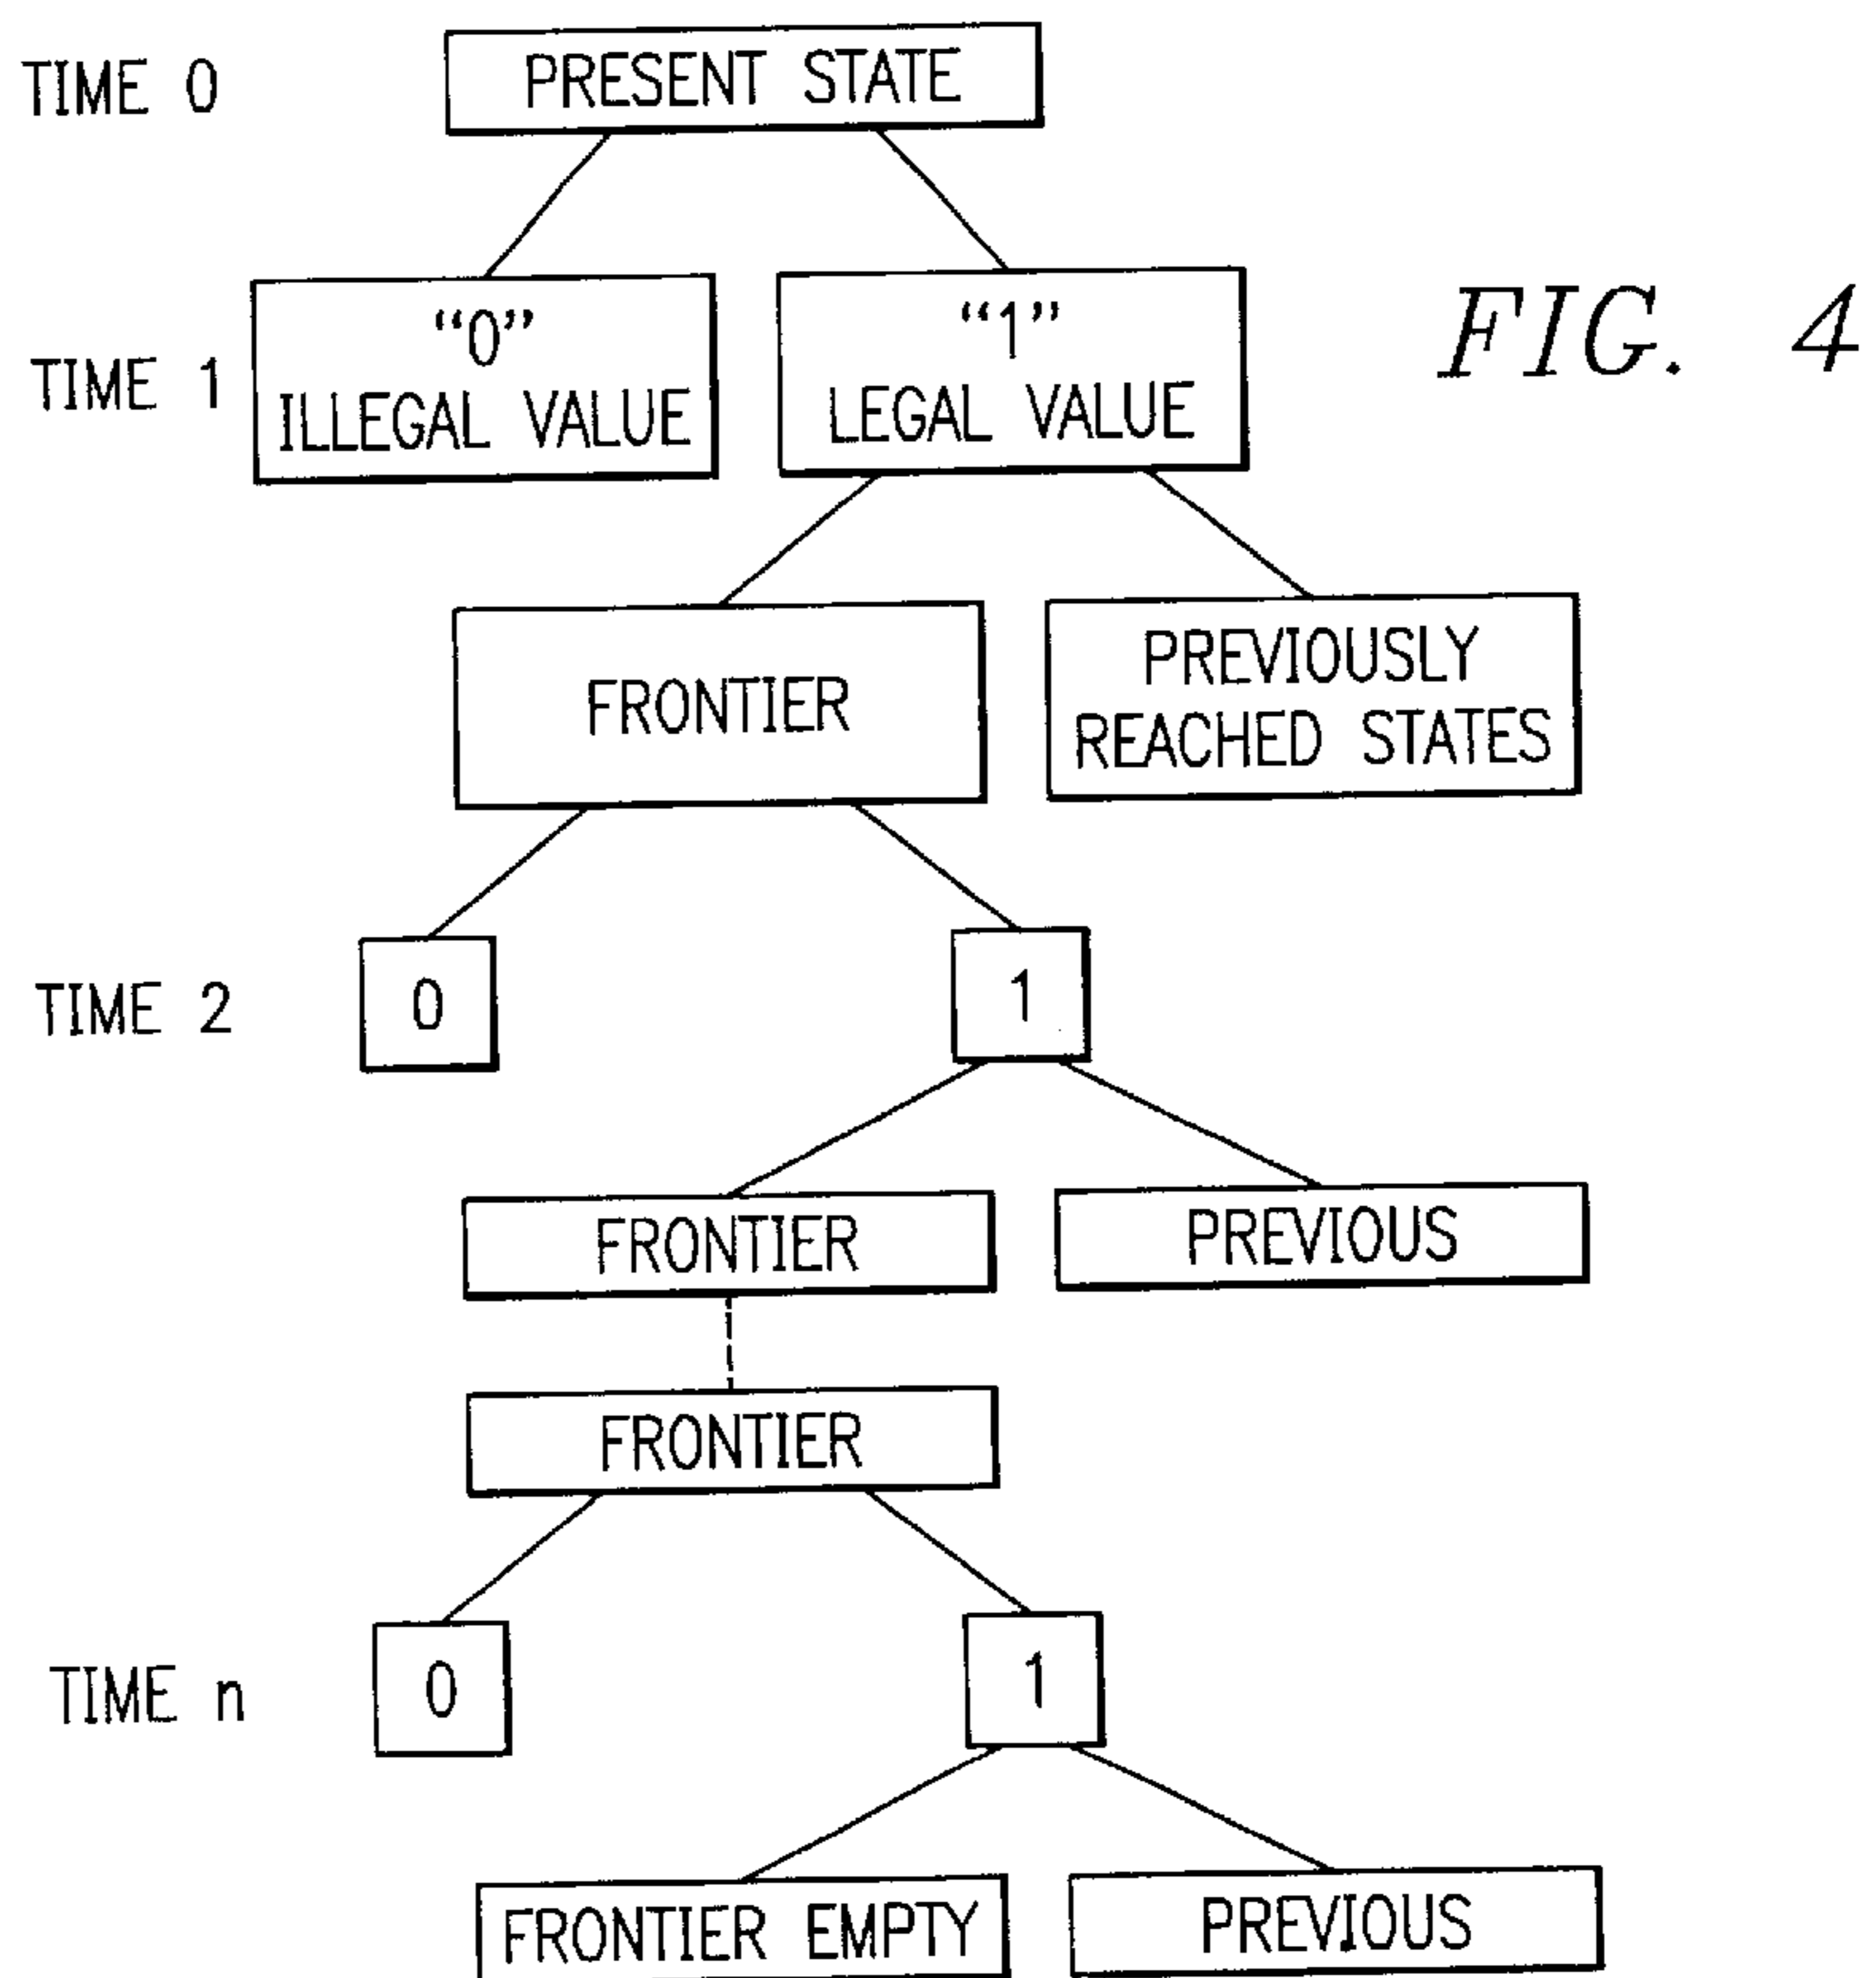 TIME 0
PRESENT STATE
TIME 1
“0”
ILLEGAL VALUE
“1”
LEGAL VALUE
FIG. 4
FRONTIER
PREVIOUSLY
REACHED STATES
TIME 2
0
1
FRONTIER
PREVIOUS
FRONTIER
TIME n
0
1
FRONTIER EMPTY
PREVIOUS